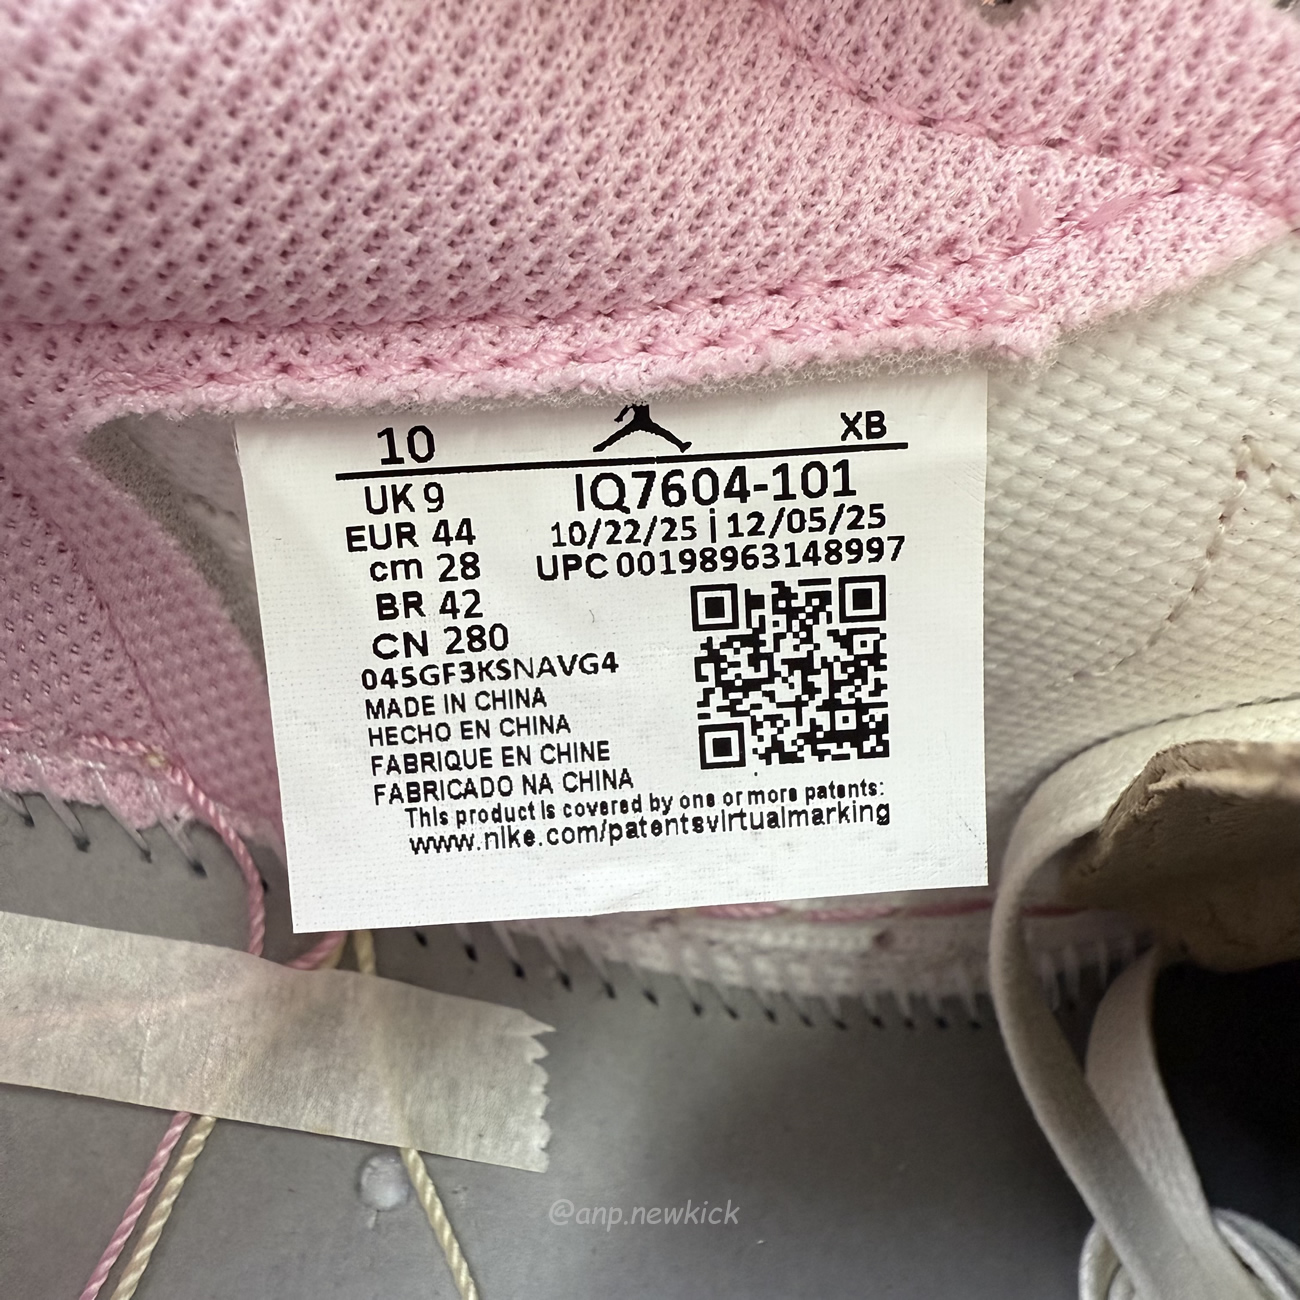 10 XB
UK 9 IQ7604-101
EUR 44 10/22/25 | 12/05/25
cm 28 UPC 00198963148997
BR 42
CN 280
045GF3KSNAVG4
MADE IN CHINA
HECHO EN CHINA
FABRIQUE EN CHINE
FABRICADO NA CHINA
This product is covered by one or more patents:
www.nike.com/patentsvirtualmarking
@anp.newkick